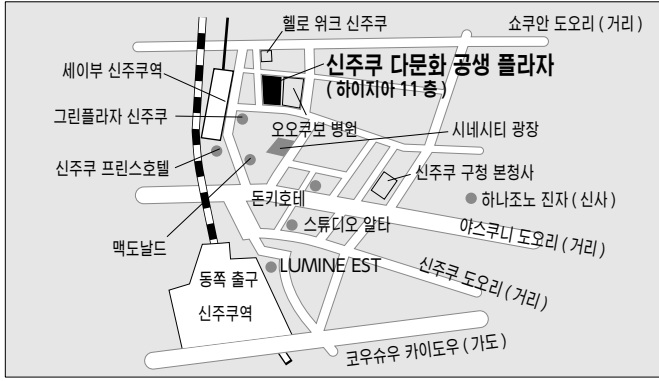 헬로 워크 신주쿠
쇼쿠안 도오리 ( 거리 )
세이부 신주쿠역
신주쿠 다문화 공생 플라자
( 하이지아 11 층 )
그린플라자 신주쿠
오오쿠보 병원
시네시티 광장
신주쿠 프린스호텔
신주쿠 구청 본청사
돈키호테
하나조노 진자 ( 신사 )
스튜디오 알타
야스쿠니 도오리 ( 거리 )
맥도날드
LUMINE EST
신주쿠 도오리 ( 거리 )
동쪽 출구
신주쿠역
코우슈우 카이도우 ( 가도 )